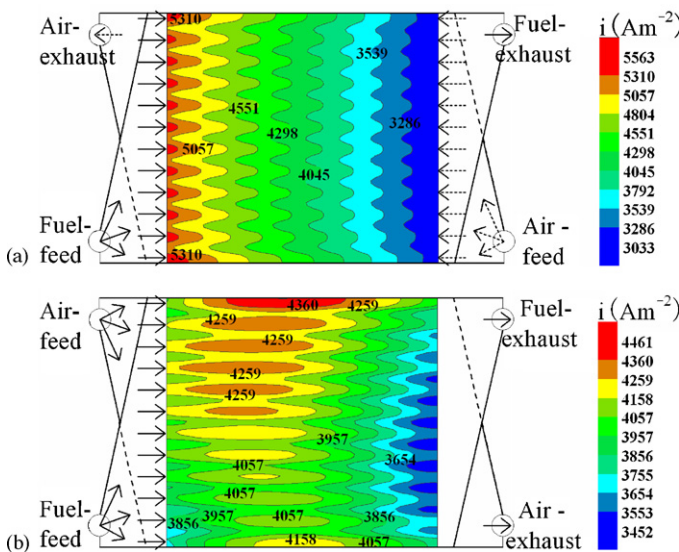 i (Am⁻²)
Air-
exhaust
Fuel-
exhaust
5310
3539
4551
4298
3286
5057
4045
Fuel-
feed
Air -
feed
5310
(a)
5563
5310
5057
4804
4551
4298
4045
3792
3539
3286
3033
i (Am⁻²)
Air-
feed
Fuel-
exhaust
4360
4259
4259
4259
4259
4259
3957
3654
4057
4057
Fuel-
feed
3856
3957
4057
3856
Air -
exhaust
4158
4057
(b)
4461
4360
4259
4158
4057
3957
3856
3755
3654
3553
3452